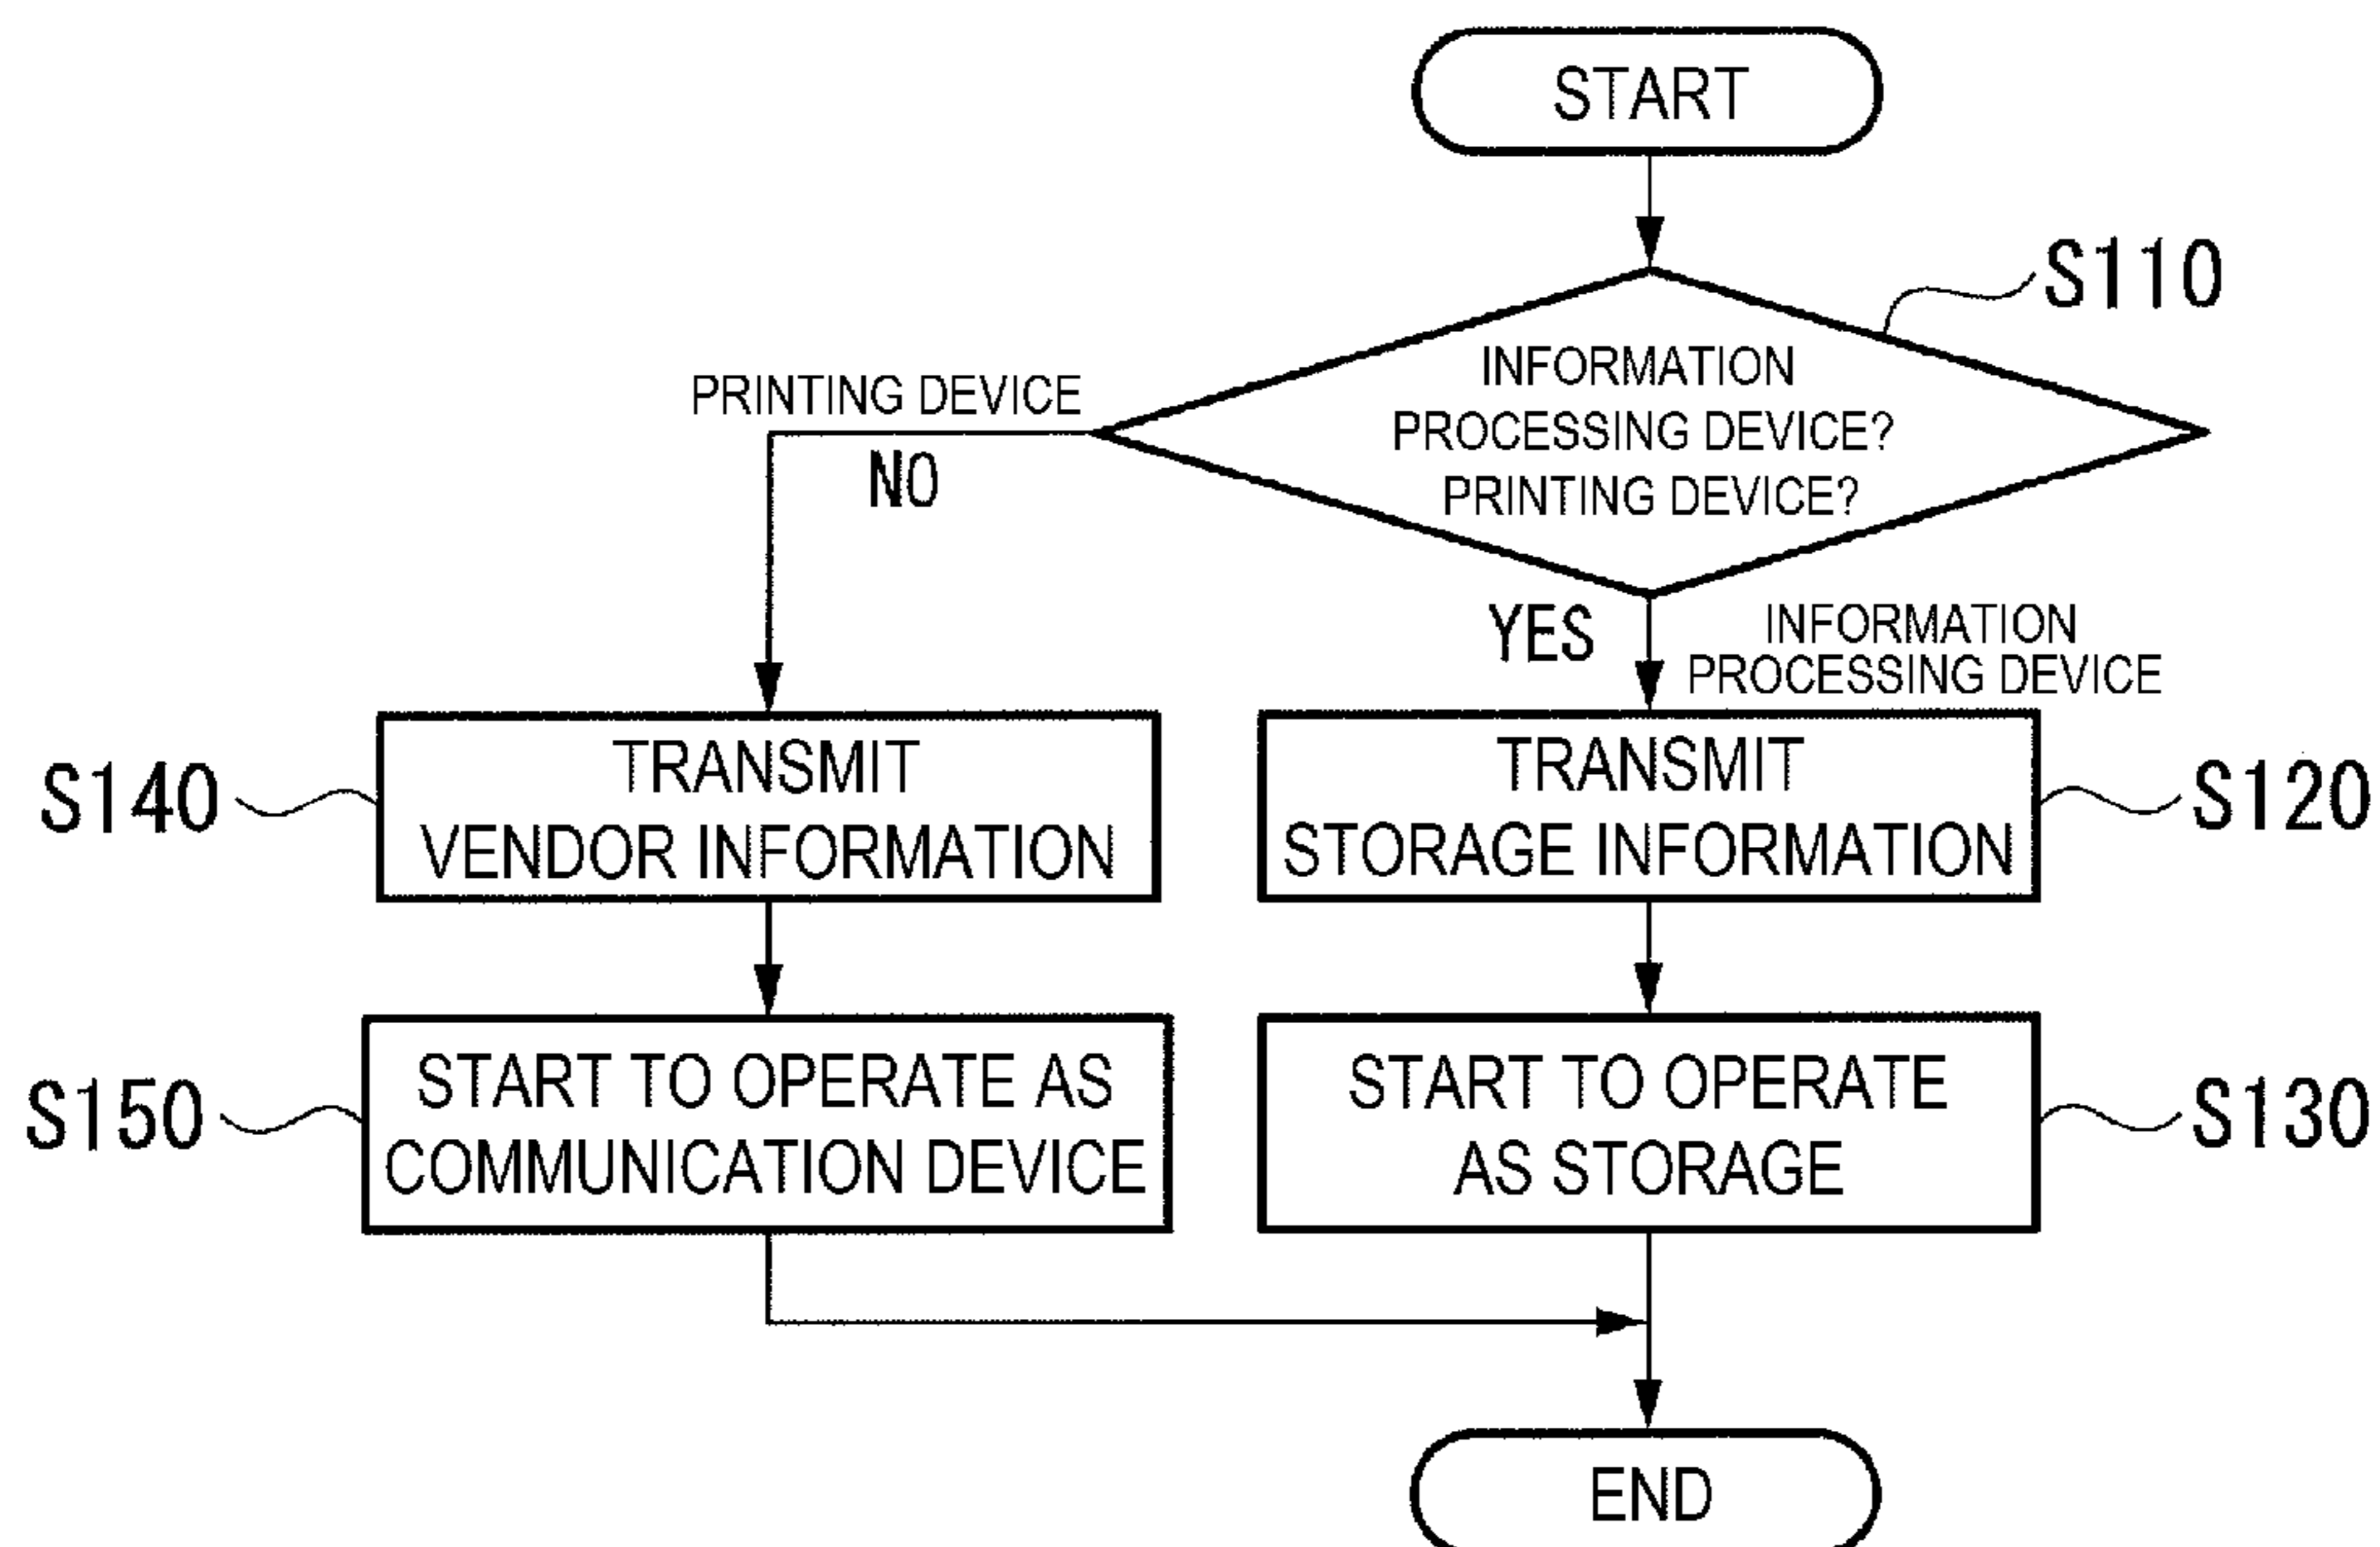 START
S110
INFORMATION
PROCESSING DEVICE?
PRINTING DEVICE?
PRINTING DEVICE
NO
YES
INFORMATION
PROCESSING DEVICE
S140
TRANSMIT
VENDOR INFORMATION
TRANSMIT
STORAGE INFORMATION
S120
S150
START TO OPERATE AS
COMMUNICATION DEVICE
START TO OPERATE
AS STORAGE
S130
END